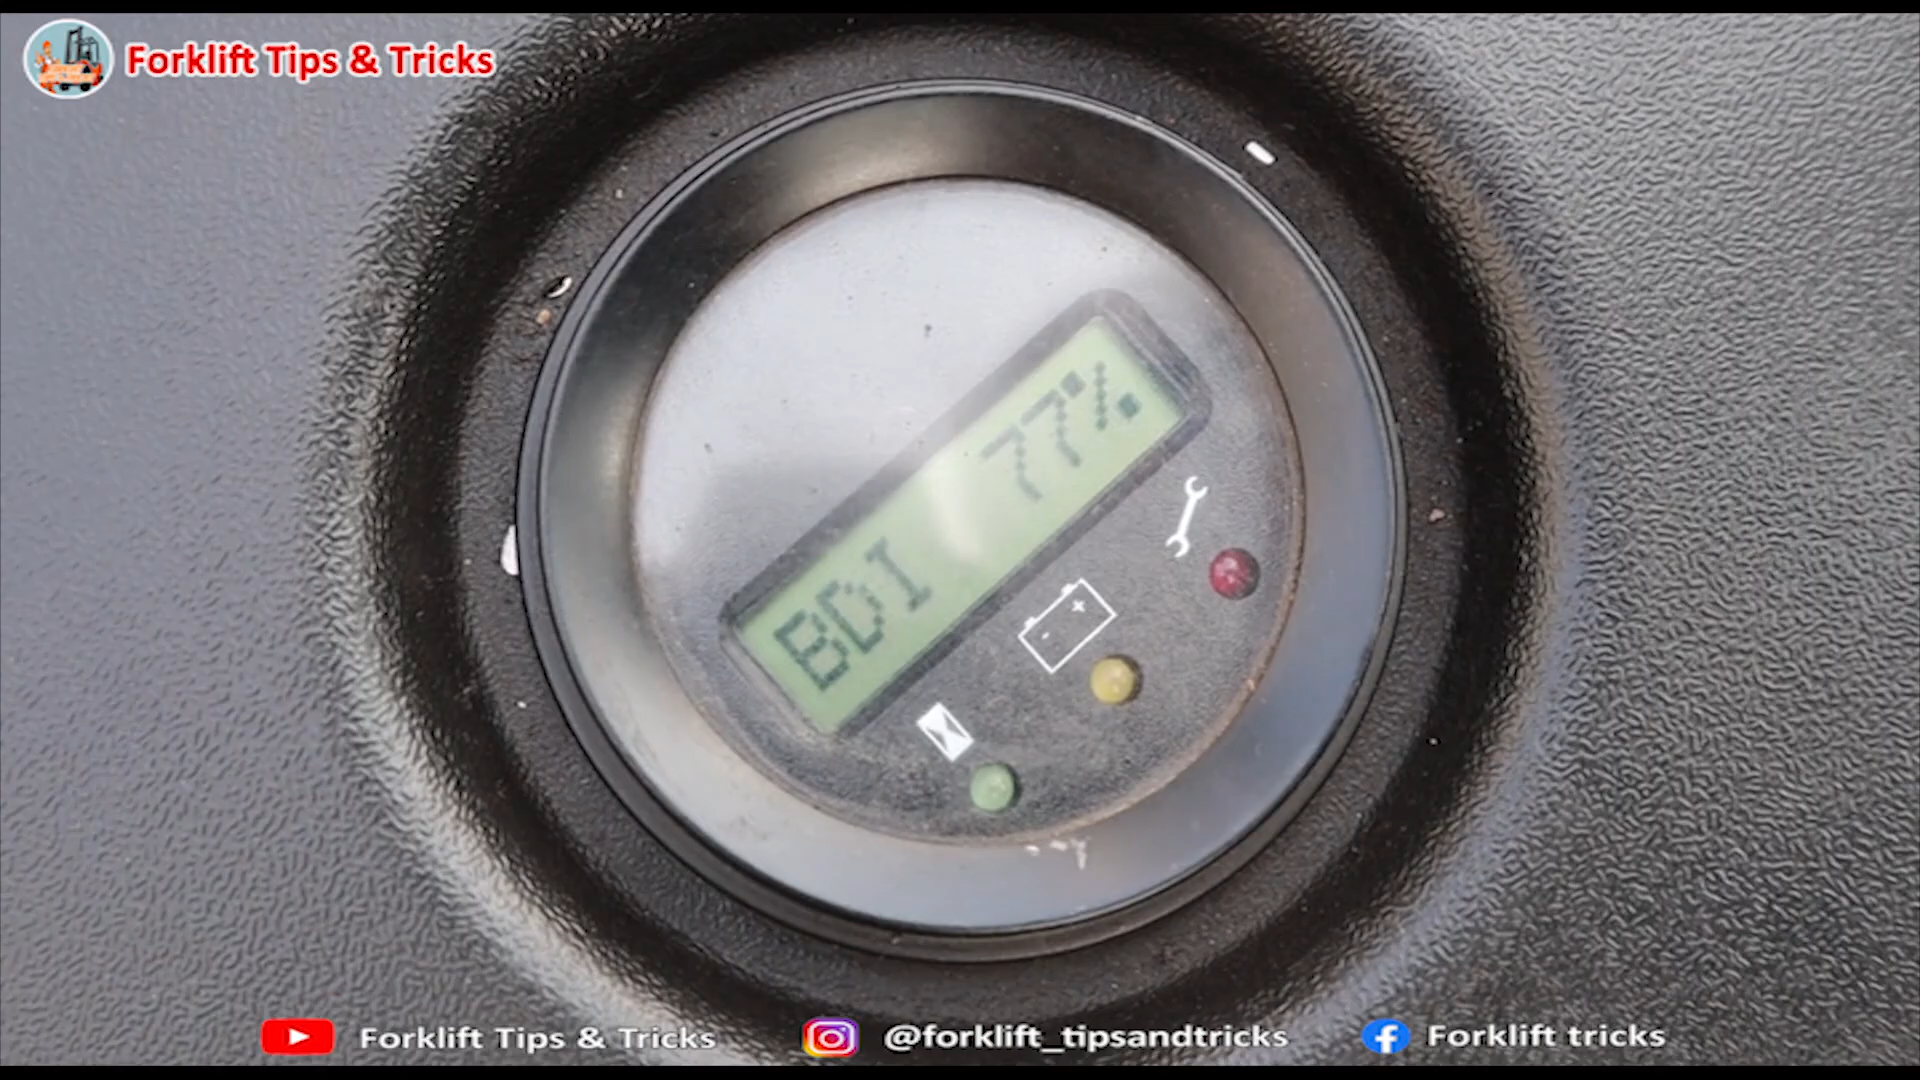 Forklift Tips & Tricks
BDI 77%
+
-
Forklift Tips & Tricks
@forklift_tipsandtricks
Forklift tricks